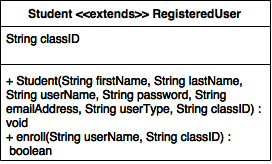 Student <<extends>> RegisteredUser
String classID
+ Student(String firstName, String lastName,
String userName, String password, String
emailAddress, String userType, String classID) :
void
+ enroll(String userName, String classID) :
boolean